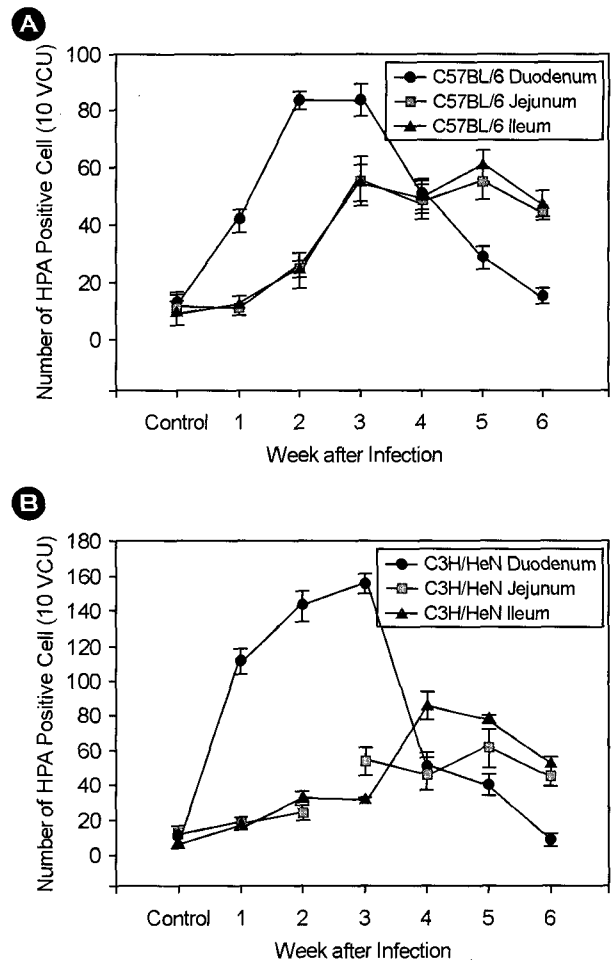 A
Number of HPA Positive Cell (10 VCU)
100
80
60
40
20
0
C57BL/6 Duodenum
C57BL/6 Jejunum
C57BL/6 Ileum
Control 1 2 3 4 5 6
Week after Infection
B
Number of HPA Positive Cell (10 VCU)
180
160
140
120
100
80
60
40
20
0
C3H/HeN Duodenum
C3H/HeN Jejunum
C3H/HeN Ileum
Control 1 2 3 4 5 6
Week after Infection